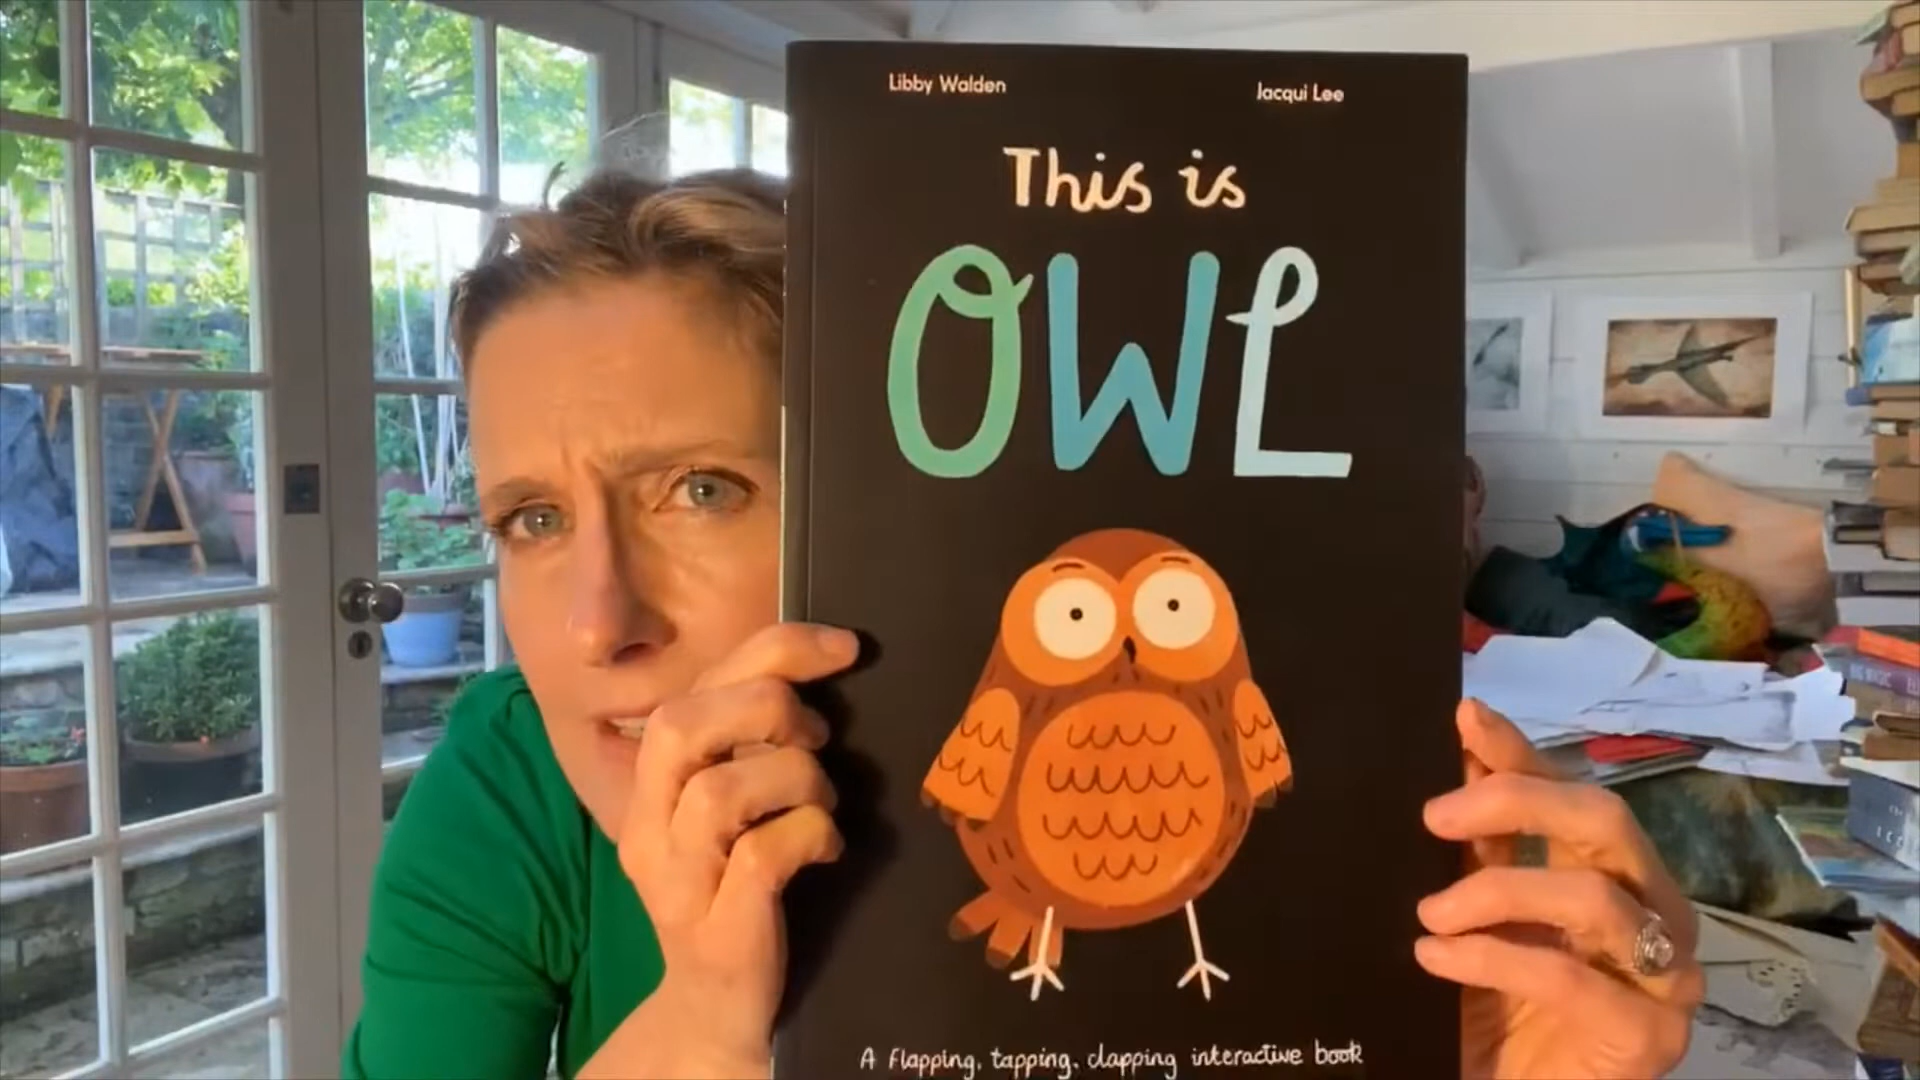 Libby Walden
Jacqui Lee
This is
OWL
A flapping, tapping, clapping interactive book